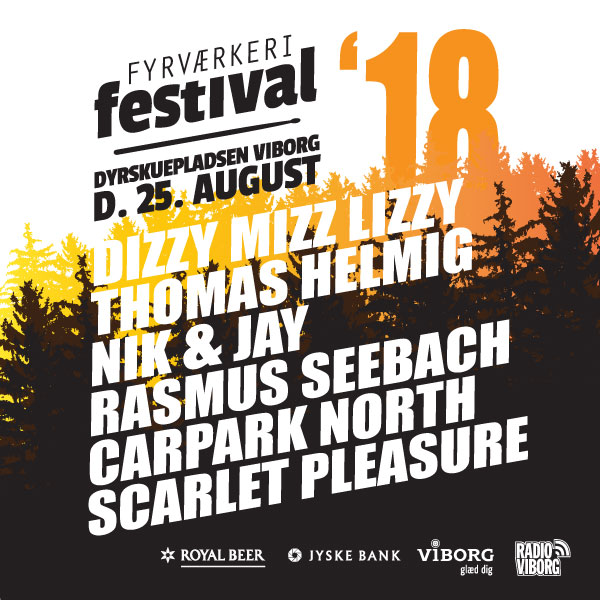 FYRVÆRKERI
festival
'18
DYRSKUEPLADSEN VIBORG
D. 25. AUGUST
DIZZY MIZZ LIZZY
THOMAS HELMIG
NIK & JAY
RASMUS SEEBACH
CARPARK NORTH
SCARLET PLEASURE
ROYAL BEER
JYSKE BANK
VIBORG
glæd dig
RADIO
VIBORG